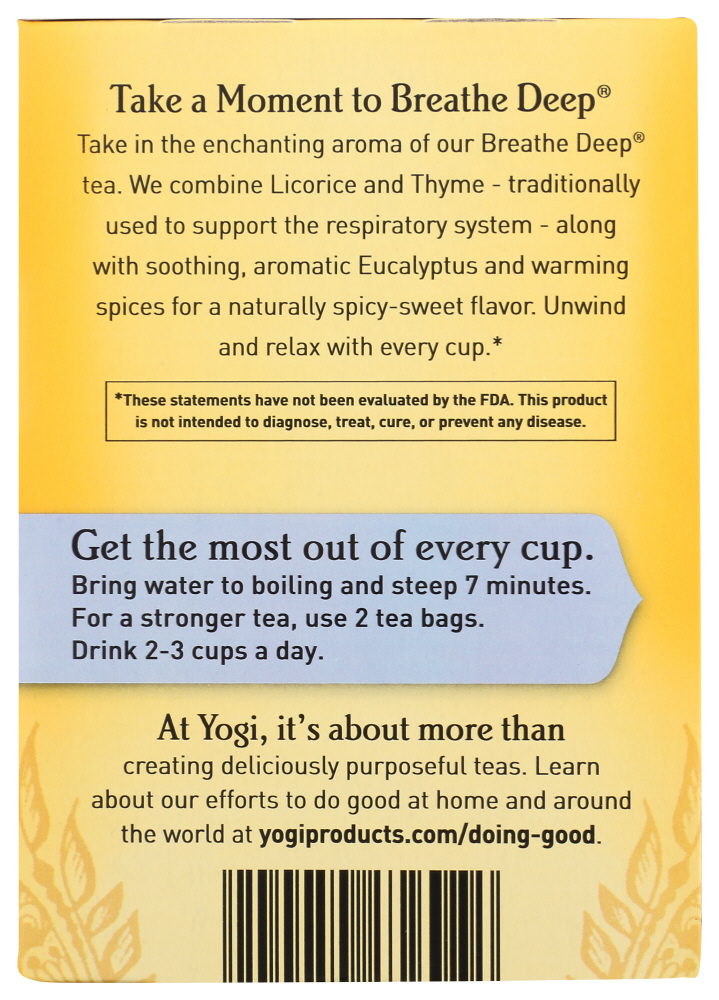 Take a Moment to Breathe Deep®
Take in the enchanting aroma of our Breathe Deep®
tea. We combine Licorice and Thyme - traditionally
used to support the respiratory system - along
with soothing, aromatic Eucalyptus and warming
spices for a naturally spicy-sweet flavor. Unwind
and relax with every cup.*
*These statements have not been evaluated by the FDA. This product
is not intended to diagnose, treat, cure, or prevent any disease.
Get the most out of every cup.
Bring water to boiling and steep 7 minutes.
For a stronger tea, use 2 tea bags.
Drink 2-3 cups a day.
At Yogi, it's about more than
creating deliciously purposeful teas. Learn
about our efforts to do good at home and around
the world at yogiproducts.com/doing-good.